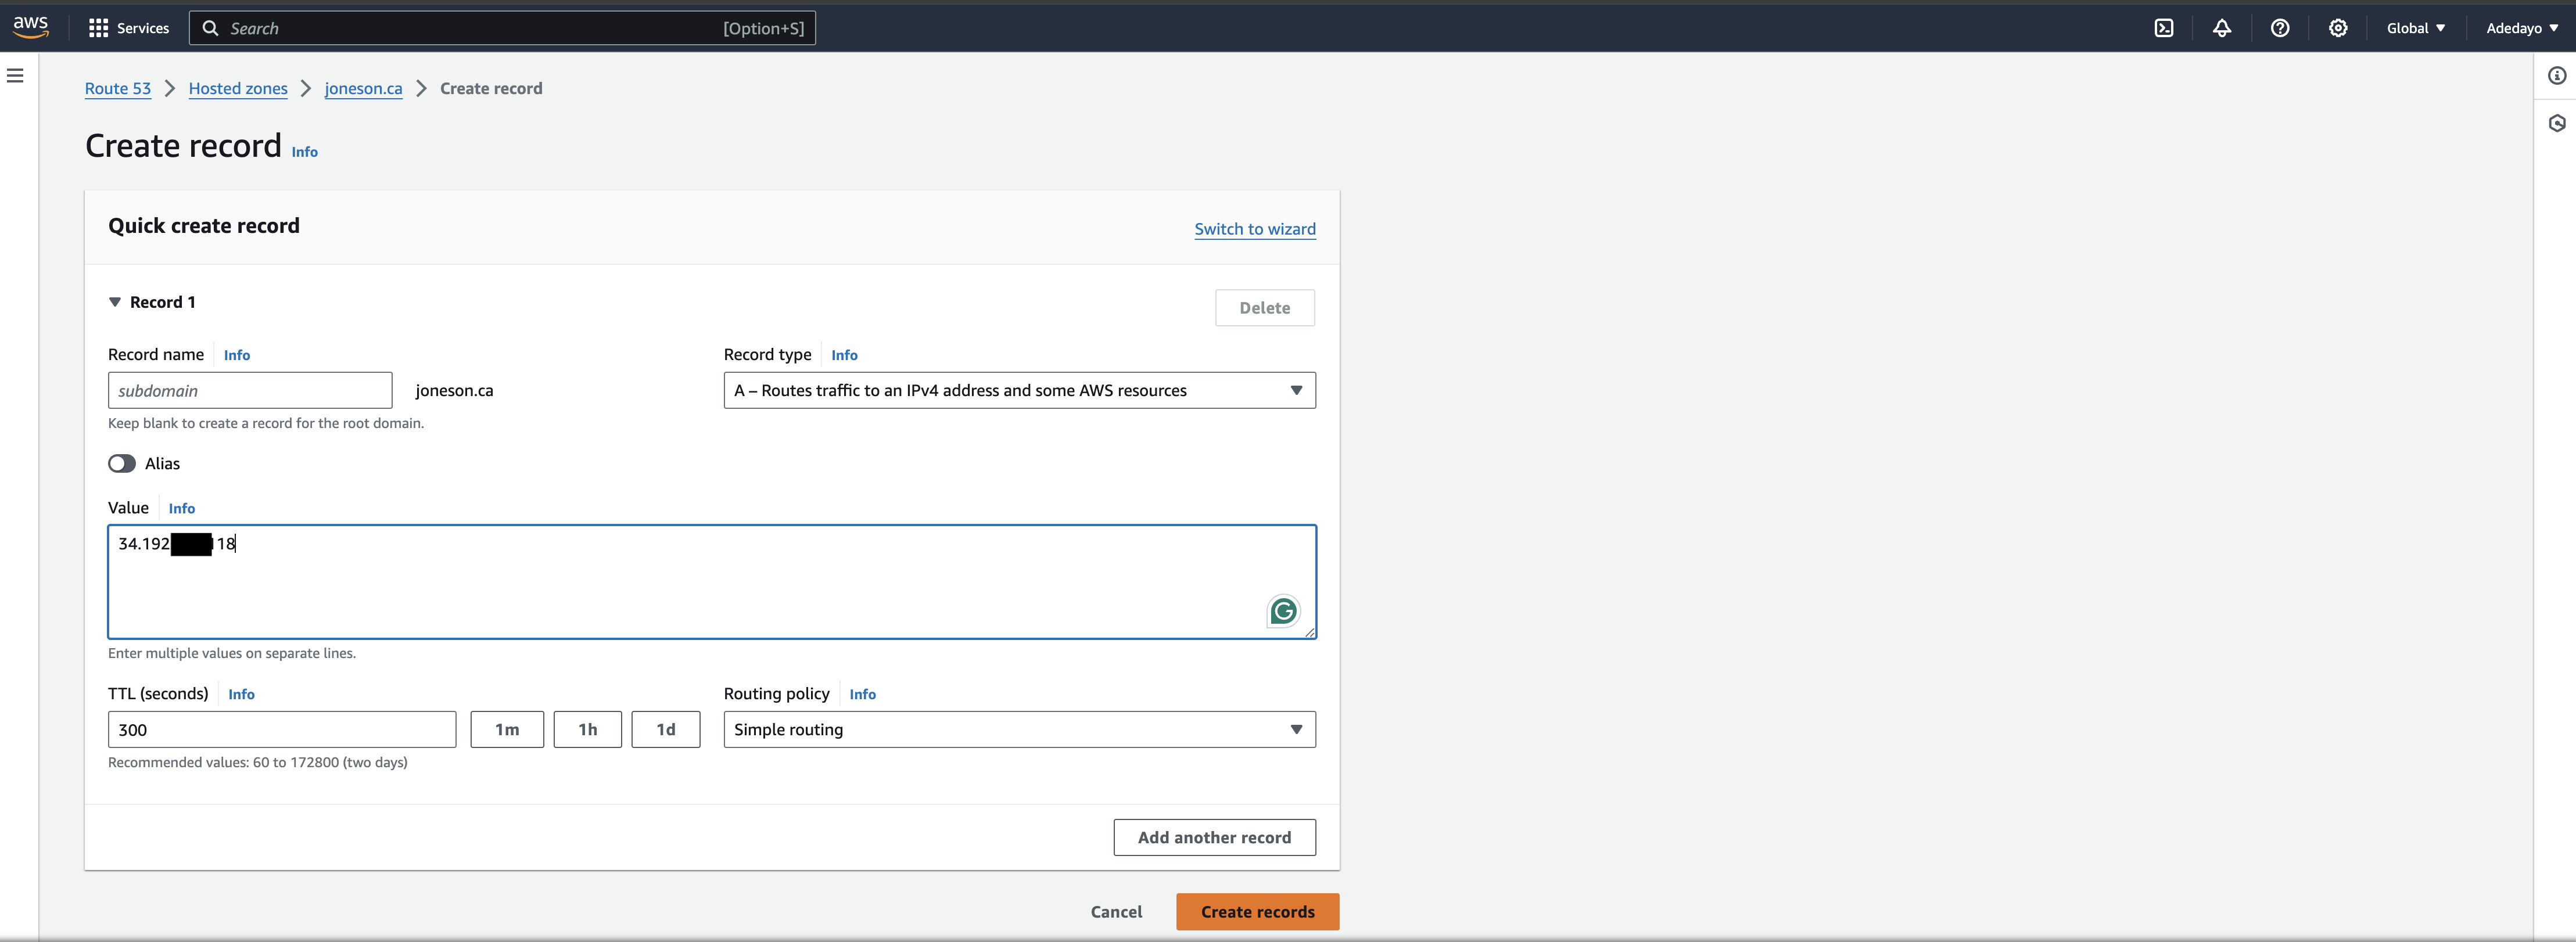 aws Services Search [Option+S] Global Adedayo
Route 53 > Hosted zones > joneson.ca > Create record
Create record Info
Quick create record Switch to wizard
Record 1 Delete
Record name Info Record type Info
subdomain joneson.ca A – Routes traffic to an IPv4 address and some AWS resources
Keep blank to create a record for the root domain.
Alias
Value Info
34.192 18
Enter multiple values on separate lines.
TTL (seconds) Info Routing policy Info
300 1m 1h 1d Simple routing
Recommended values: 60 to 172800 (two days)
Add another record
Cancel Create records